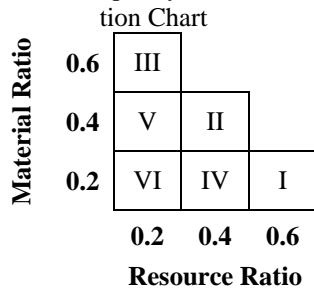 tion Chart
Material Ratio
0.6 III
0.4 V II
0.2 VI IV I
0.2 0.4 0.6
Resource Ratio